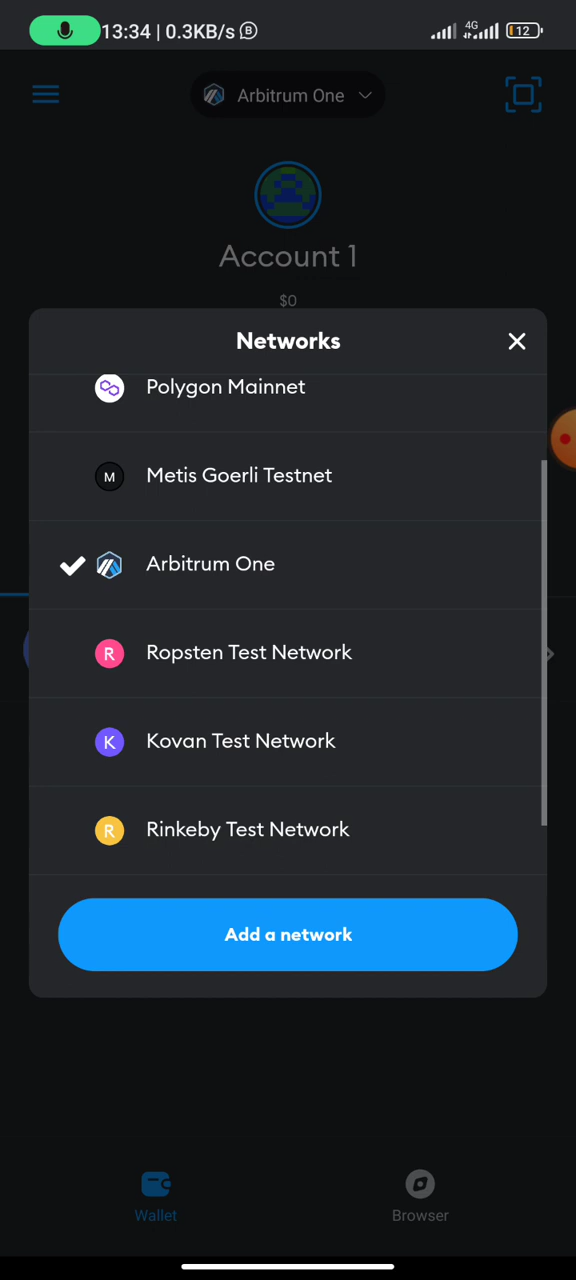 13:34 | 0.3KB/s B
4G
12
Arbitrum One
Account 1
$0
Networks
Polygon Mainnet
M Metis Goerli Testnet
Arbitrum One
R Ropsten Test Network
K Kovan Test Network
R Rinkeby Test Network
Add a network
Wallet
Browser